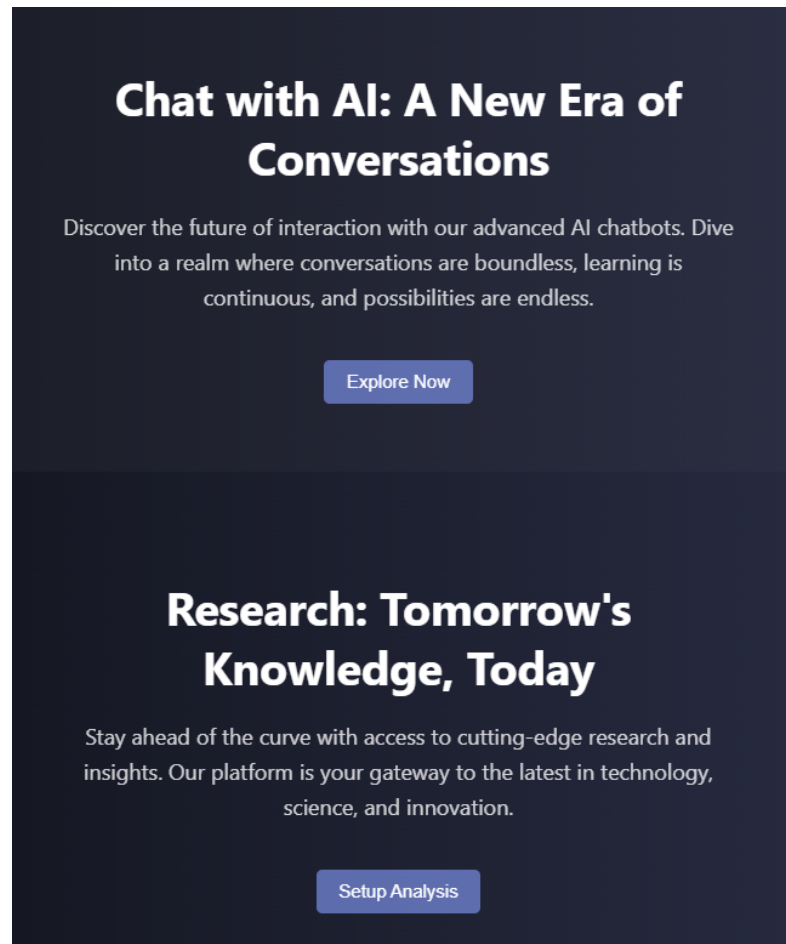 Chat with AI: A New Era of
Conversations
Discover the future of interaction with our advanced AI chatbots. Dive
into a realm where conversations are boundless, learning is
continuous, and possibilities are endless.
Explore Now
Research: Tomorrow's
Knowledge, Today
Stay ahead of the curve with access to cutting-edge research and
insights. Our platform is your gateway to the latest in technology,
science, and innovation.
Setup Analysis